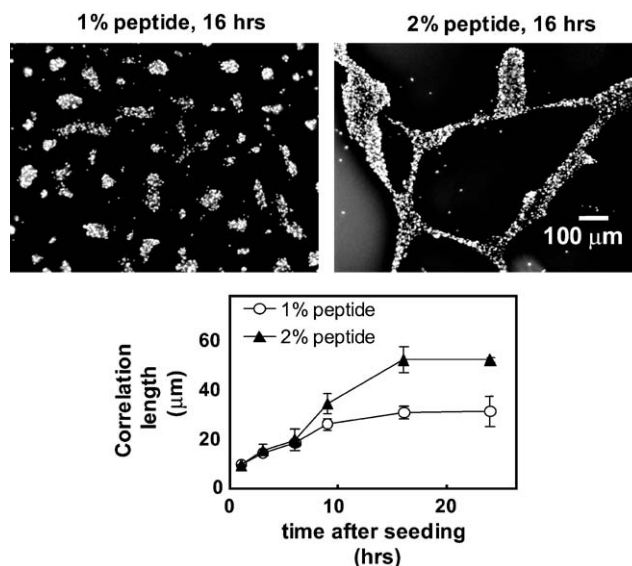 1% peptide, 16 hrs
2% peptide, 16 hrs
100 μm
1% peptide
2% peptide
Correlation
length
(μm)
60
40
20
0
0
10
20
time after seeding
(hrs)